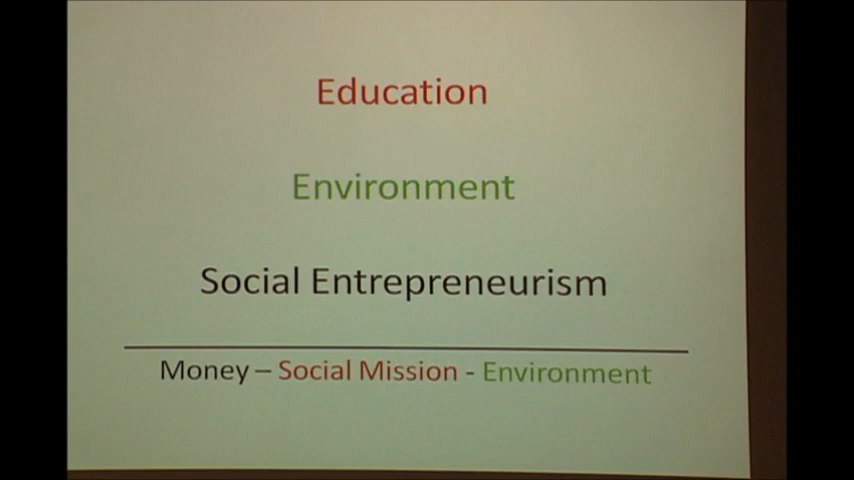 Education
Environment
Social Entrepreneurism
Money – Social Mission - Environment